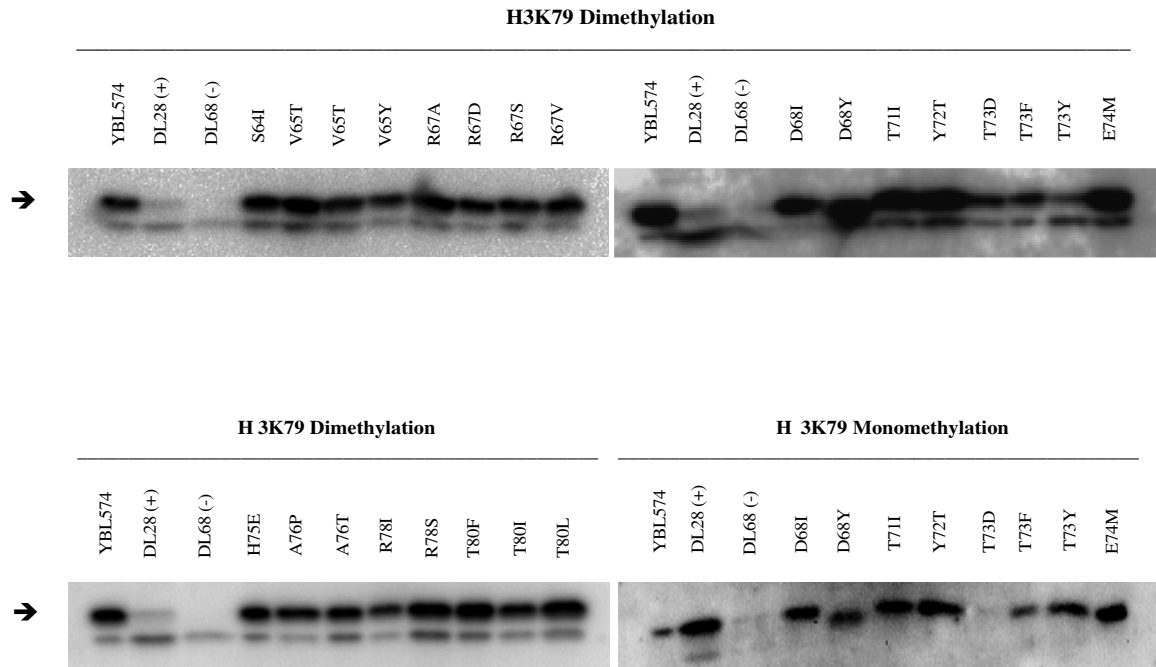 H3K79 Dimethylation
YBL574
DL28 (+)
DL68 (-)
S64I
V65T
V65T
V65Y
R67A
R67D
R67S
R67V
YBL574
DL28 (+)
DL68 (-)
D68I
D68Y
T71I
Y72T
T73D
T73F
T73Y
E74M
➔
H 3K79 Dimethylation
YBL574
DL28 (+)
DL68 (-)
H75E
A76P
A76T
R78I
R78S
T80F
T80I
T80L
H 3K79 Monomethylation
YBL574
DL28 (+)
DL68 (-)
D68I
D68Y
T71I
Y72T
T73D
T73F
T73Y
E74M
➔